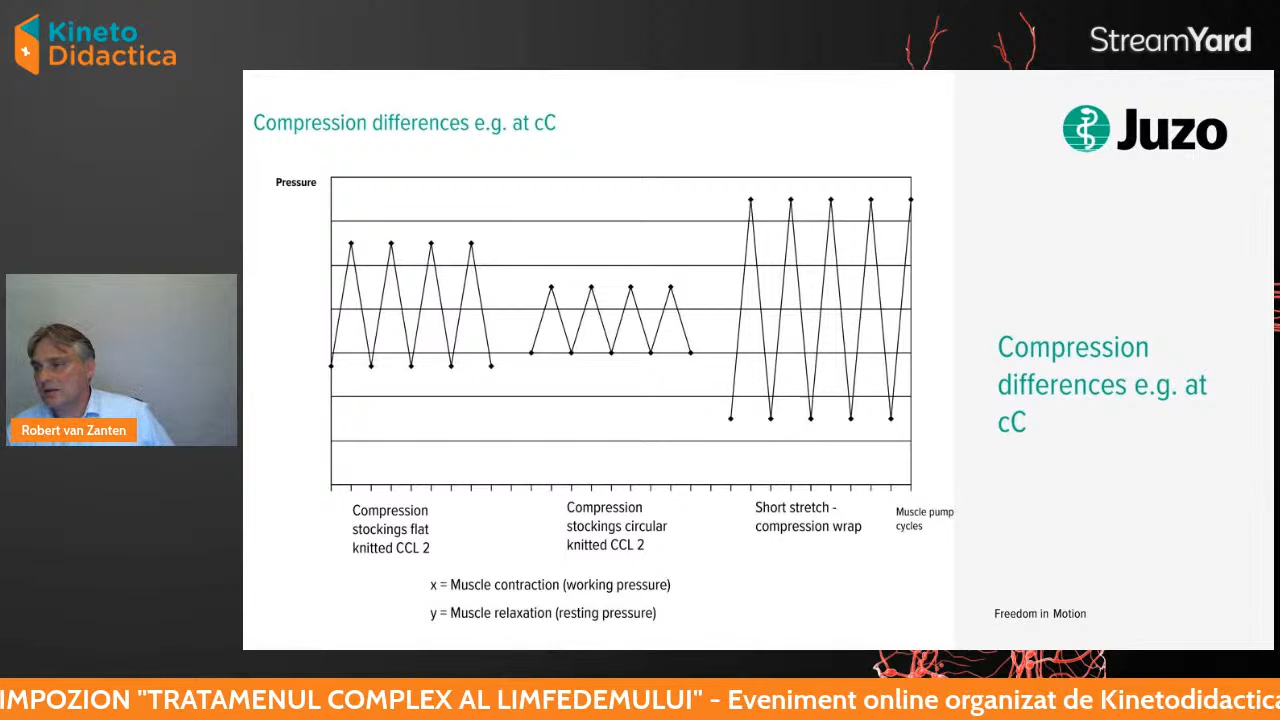 Kineto
Didactica
StreamYard
Compression differences e.g. at cC
Juzo
Pressure
Compression
differences e.g. at
cC
Robert van Zanten
Compression
stockings flat
knitted CCL 2
Compression
stockings circular
knitted CCL 2
Short stretch -
compression wrap
Muscle pump
cycles
x = Muscle contraction (working pressure)
y = Muscle relaxation (resting pressure)
Freedom in Motion
IMPOZION "TRATAMENUL COMPLEX AL LIMFEDEMULUI" - Eveniment online organizat de Kinetodidactica